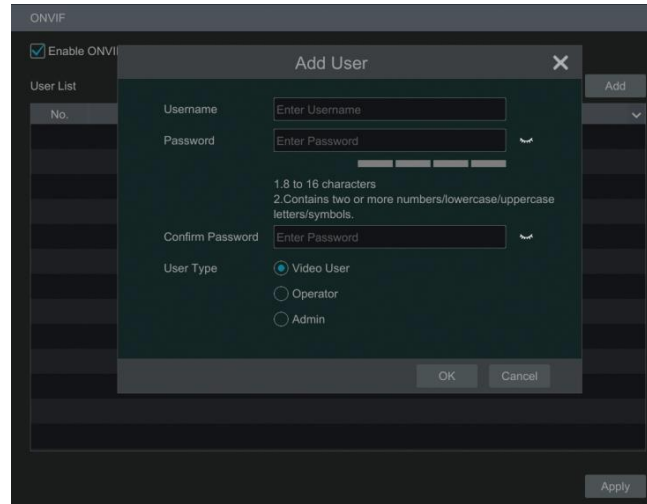 ONVIF
Enable ONVI
Add User
User List
Add
No.
Username
Enter Username
Password
Enter Password
1.8 to 16 characters
2.Contains two or more numbers/lowercase/uppercase
letters/symbols.
Confirm Password
Enter Password
User Type
Video User
Operator
Admin
OK
Cancel
Apply